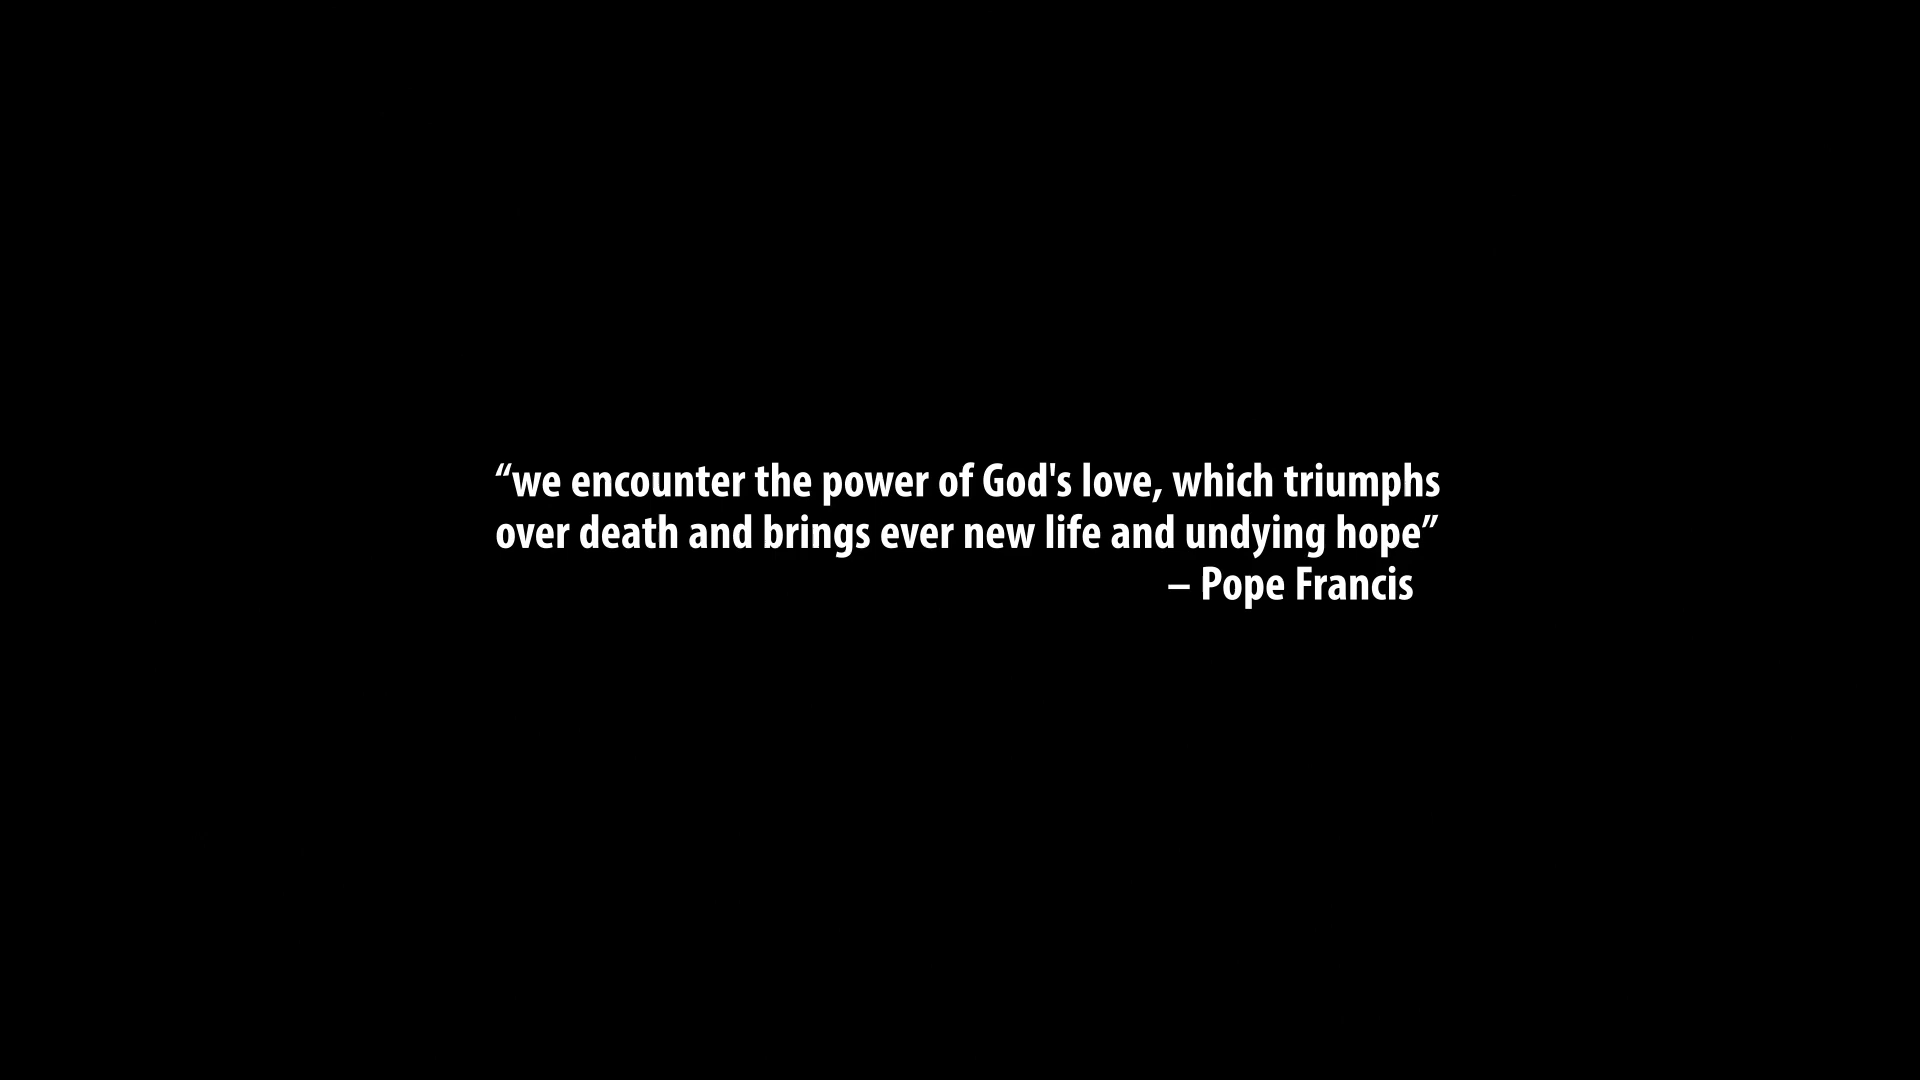 “we encounter the power of God's love, which triumphs
over death and brings ever new life and undying hope”
– Pope Francis